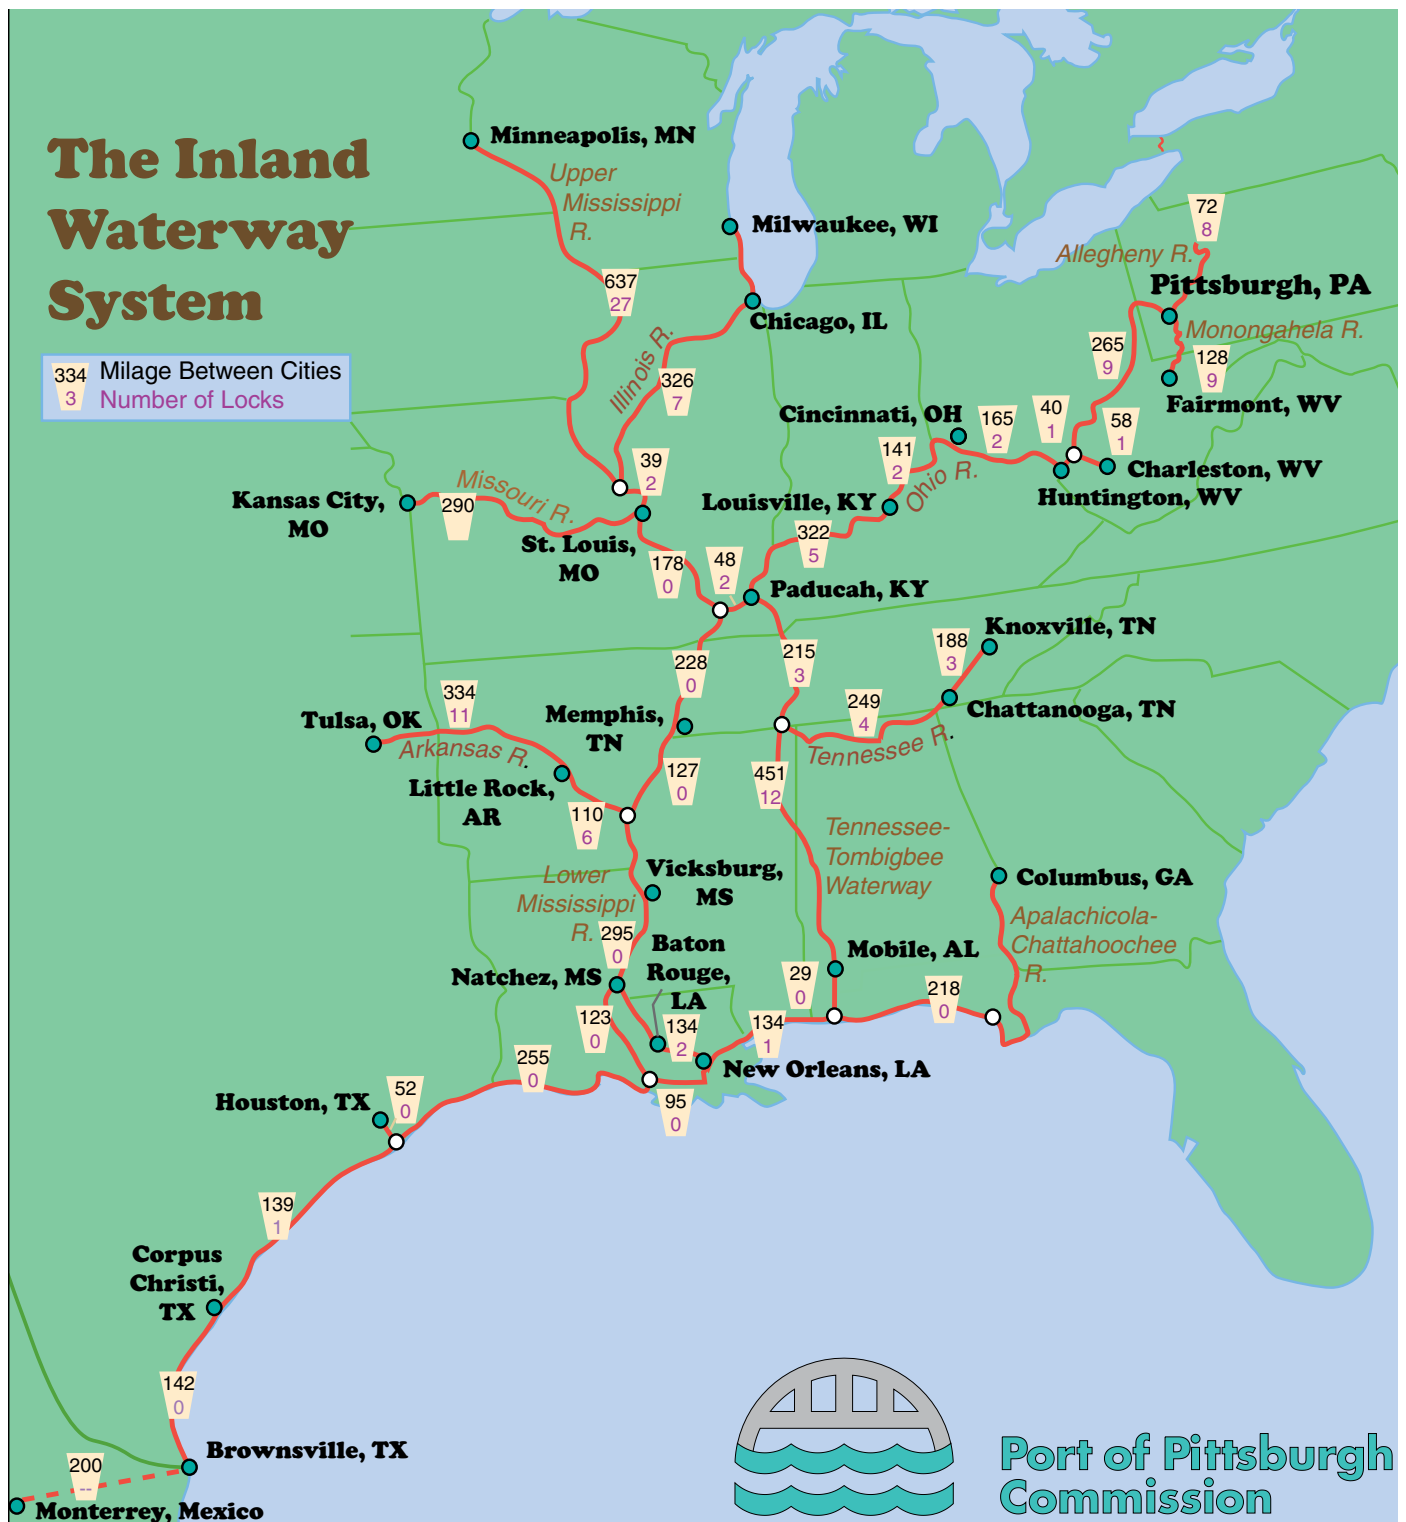 The Inland
Waterway
System
334
3
Milage Between Cities
Number of Locks
Minneapolis, MN
Upper
Mississippi
R.
Milwaukee, WI
637
27
Chicago, IL
Illinois R.
326
7
72
8
Allegheny R.
Pittsburgh, PA
Monongahela R.
265
9
128
9
Fairmont, WV
Cincinnati, OH
165
2
40
1
58
1
Charleston, WV
Huntington, WV
141
2
Ohio R.
Louisville, KY
322
5
39
2
Missouri R.
Kansas City,
MO
290
St. Louis,
MO
178
0
48
2
Paducah, KY
Knoxville, TN
188
3
228
0
215
3
249
4
Chattanooga, TN
Tennessee R.
334
11
Tulsa, OK
Arkansas R.
Memphis,
TN
127
0
451
12
Little Rock,
AR
110
6
Tennessee-
Tombigbee
Waterway
Lower
Mississippi
R.
Vicksburg,
MS
Columbus, GA
Apalachicola-
Chattahoochee
R.
295
0
Baton
Rouge,
LA
Mobile, AL
Natchez, MS
29
0
218
0
123
0
134
2
134
1
New Orleans, LA
255
0
95
0
52
0
Houston, TX
139
1
Corpus
Christi,
TX
142
0
Brownsville, TX
200
--
Monterrey, Mexico
Port of Pittsburgh
Commission